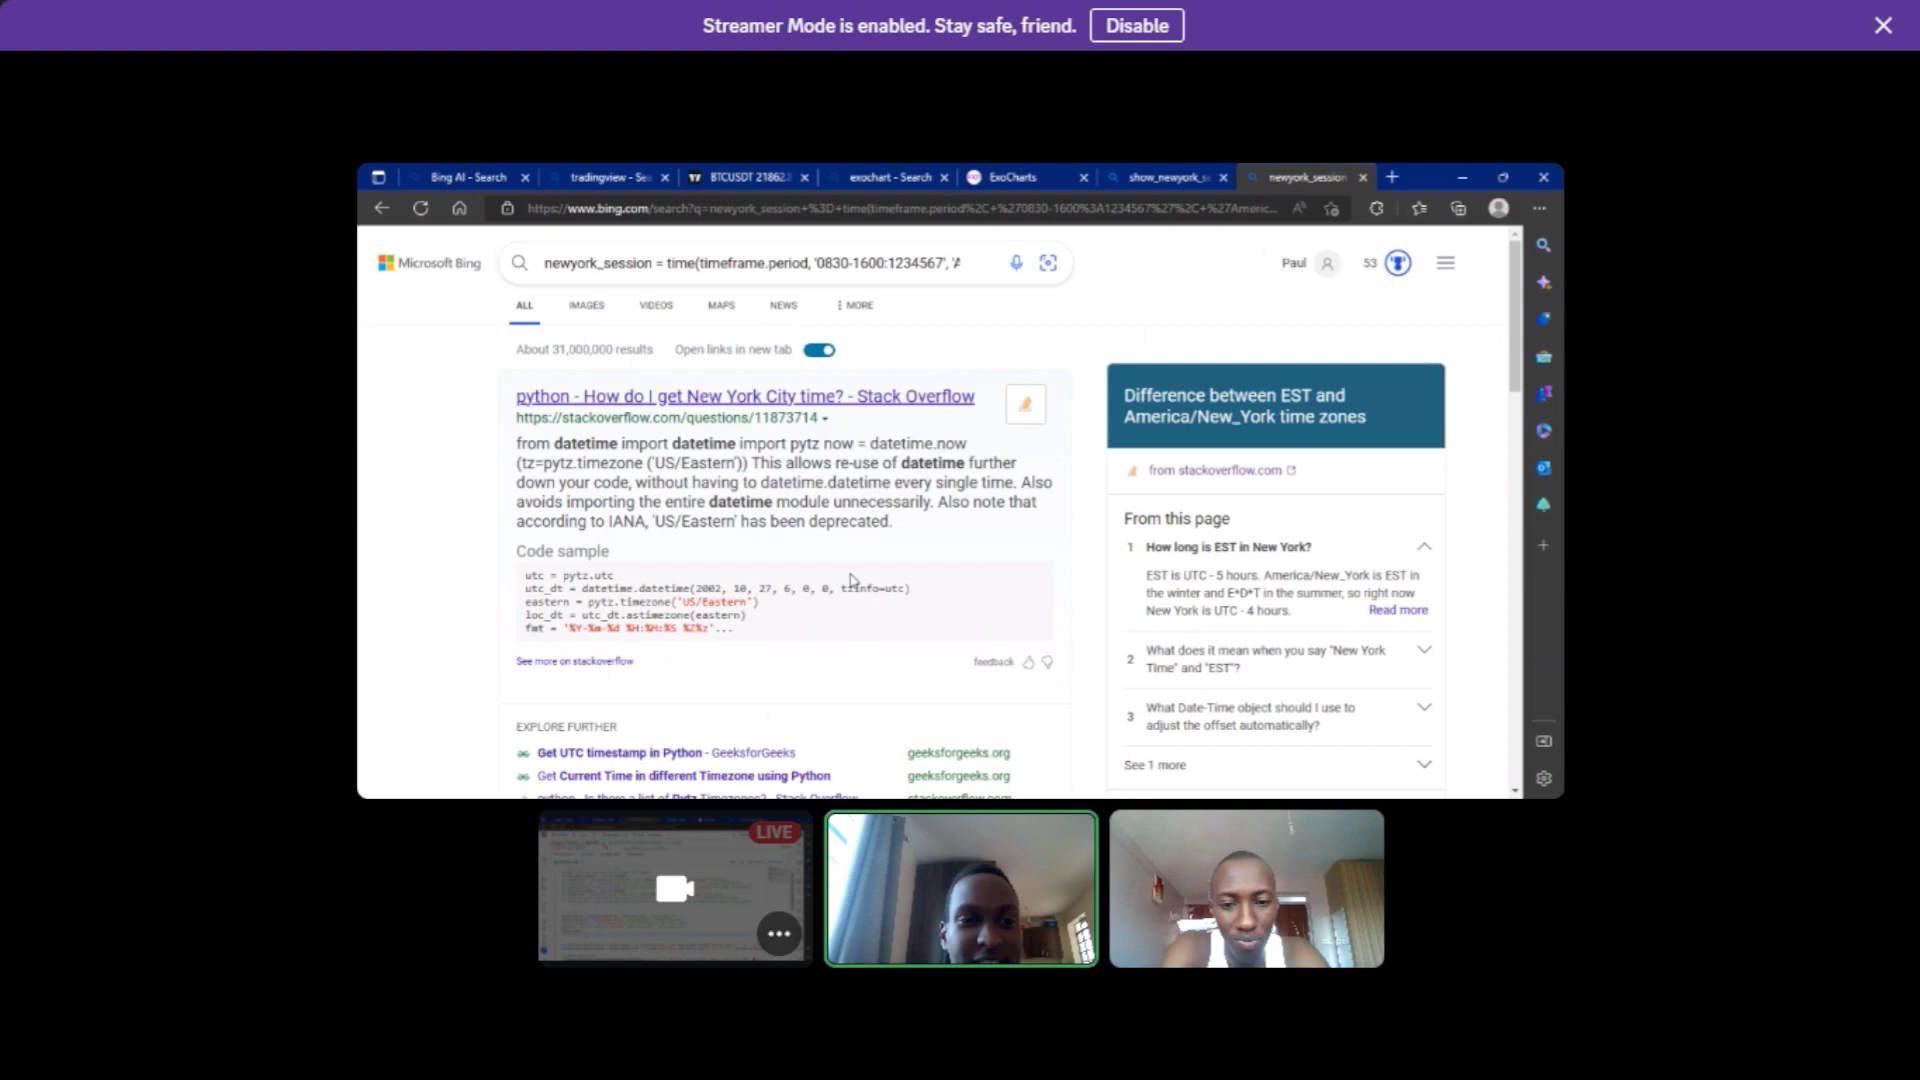 Streamer Mode is enabled. Stay safe, friend. Disable
Bing AI - Search
tradingview - Se
BTCUSDT 21862.
exochart - Search
ExoCharts
show_newyork_s
newyork_session
https://www.bing.com/search?q=newyork_session+%3D+time(timeframe.period%2C+%270830-1600%3A1234567%27%2C+%27Americ...
Microsoft Bing
newyork_session = time(timeframe.period, '0830-1600:1234567', 'A
Paul
53
ALL
IMAGES
VIDEOS
MAPS
NEWS
MORE
About 31,000,000 results
Open links in new tab
python - How do I get New York City time? - Stack Overflow
https://stackoverflow.com/questions/11873714
from datetime import datetime import pytz now = datetime.now
(tz=pytz.timezone ('US/Eastern')) This allows re-use of datetime further
down your code, without having to datetime.datetime every single time. Also
avoids importing the entire datetime module unnecessarily. Also note that
according to IANA, 'US/Eastern' has been deprecated.
Code sample
utc = pytz.utc
utc_dt = datetime.datetime(2002, 10, 27, 6, 0, 0, tzinfo=utc)
eastern = pytz.timezone('US/Eastern')
loc_dt = utc_dt.astimezone(eastern)
fmt = '%Y-%m-%d %H:%M:%S %Z%z'...
See more on stackoverflow
feedback
EXPLORE FURTHER
Get UTC timestamp in Python - GeeksforGeeks
geeksforgeeks.org
Get Current Time in different Timezone using Python
geeksforgeeks.org
python - Is there a list of Pytz Timezones? - Stack Overflow
stackoverflow.com
Difference between EST and
America/New_York time zones
from stackoverflow.com
From this page
1 How long is EST in New York?
EST is UTC - 5 hours. America/New_York is EST in
the winter and E*D*T in the summer, so right now
New York is UTC - 4 hours.
Read more
2 What does it mean when you say "New York
Time" and "EST"?
3 What Date-Time object should I use to
adjust the offset automatically?
See 1 more
LIVE